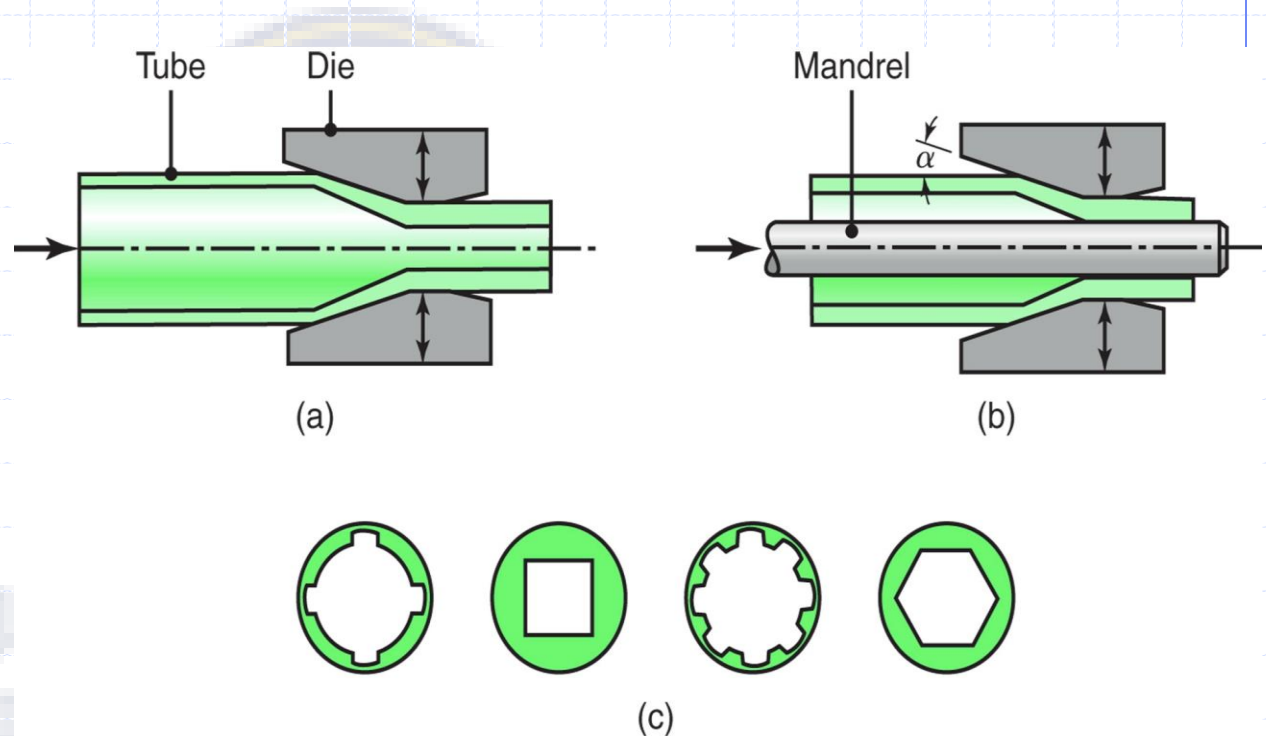 Tube
Die
Mandrel
α
(a)
(b)
(c)